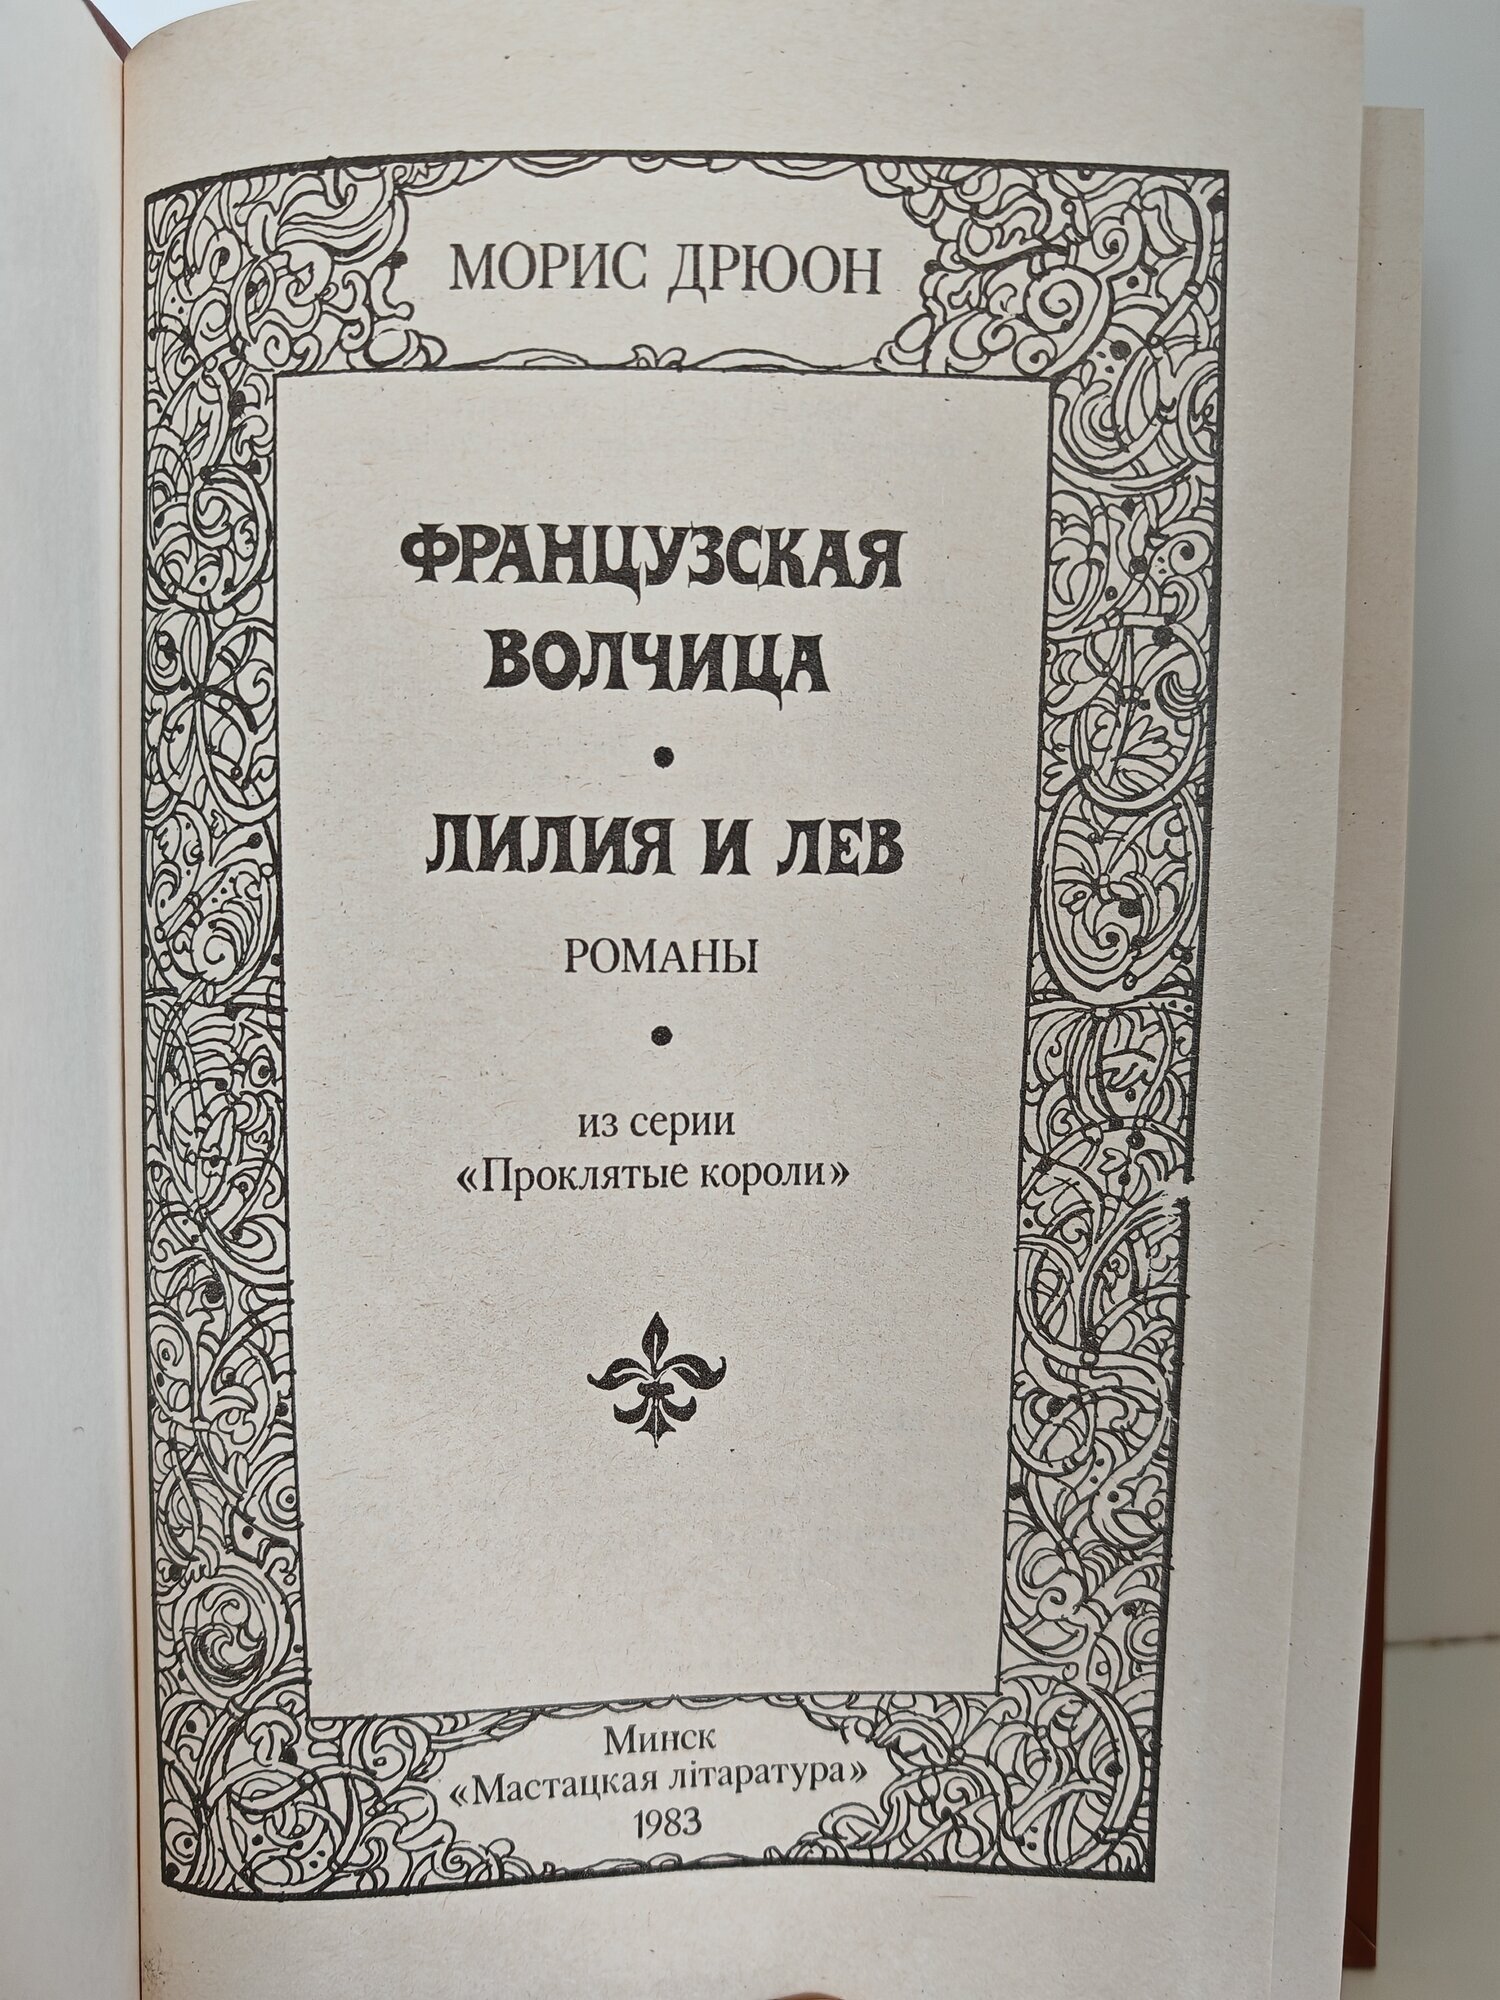 МОРИС ДРЮОН
ФРАНЦУЗСКАЯ
ВОЛЧИЦА
•
ЛИЛИЯ И ЛЕВ
РОМАНЫ
•
из серии
«Проклятые короли»
Минск
«Мастацкая літаратура»
1983